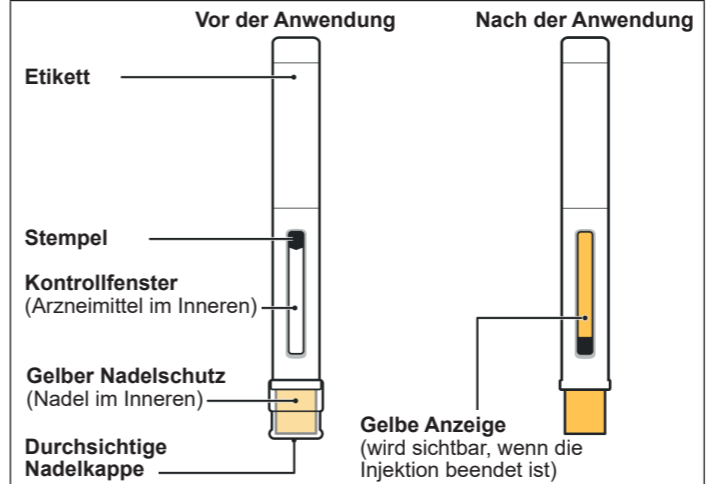 Vor der Anwendung
Nach der Anwendung
Etikett
Stempel
Kontrollfenster
(Arzneimittel im Inneren)
Gelber Nadelschutz
(Nadel im Inneren)
Durchsichtige
Nadelkappe
Gelbe Anzeige
(wird sichtbar, wenn die
Injektion beendet ist)